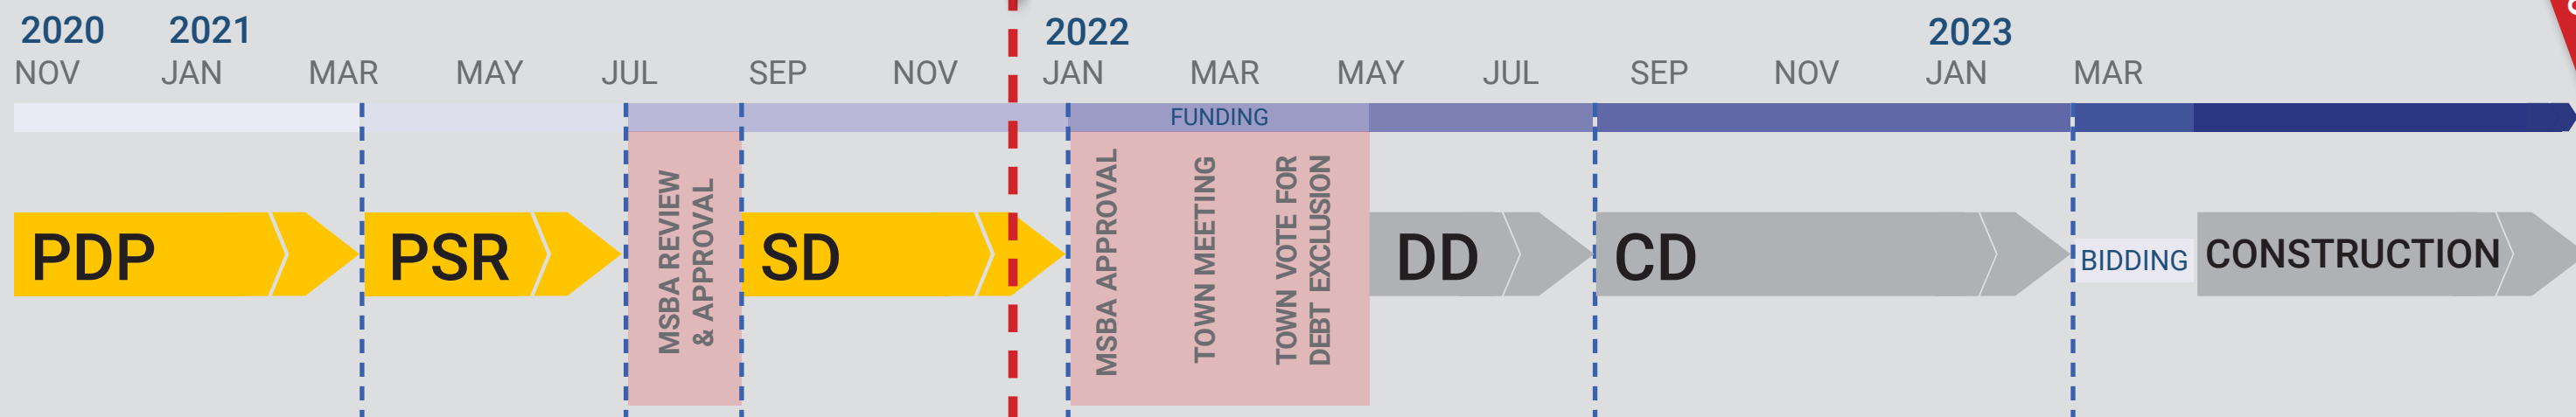 2020 2021 2022 2023
NOV JAN MAR MAY JUL SEP NOV JAN MAR MAY JUL SEP NOV JAN MAR
FUNDING
PDP
PSR
MSBA REVIEW
& APPROVAL
SD
MSBA APPROVAL
TOWN MEETING
TOWN VOTE FOR
DEBT EXCLUSION
DD
CD
BIDDING
CONSTRUCTION